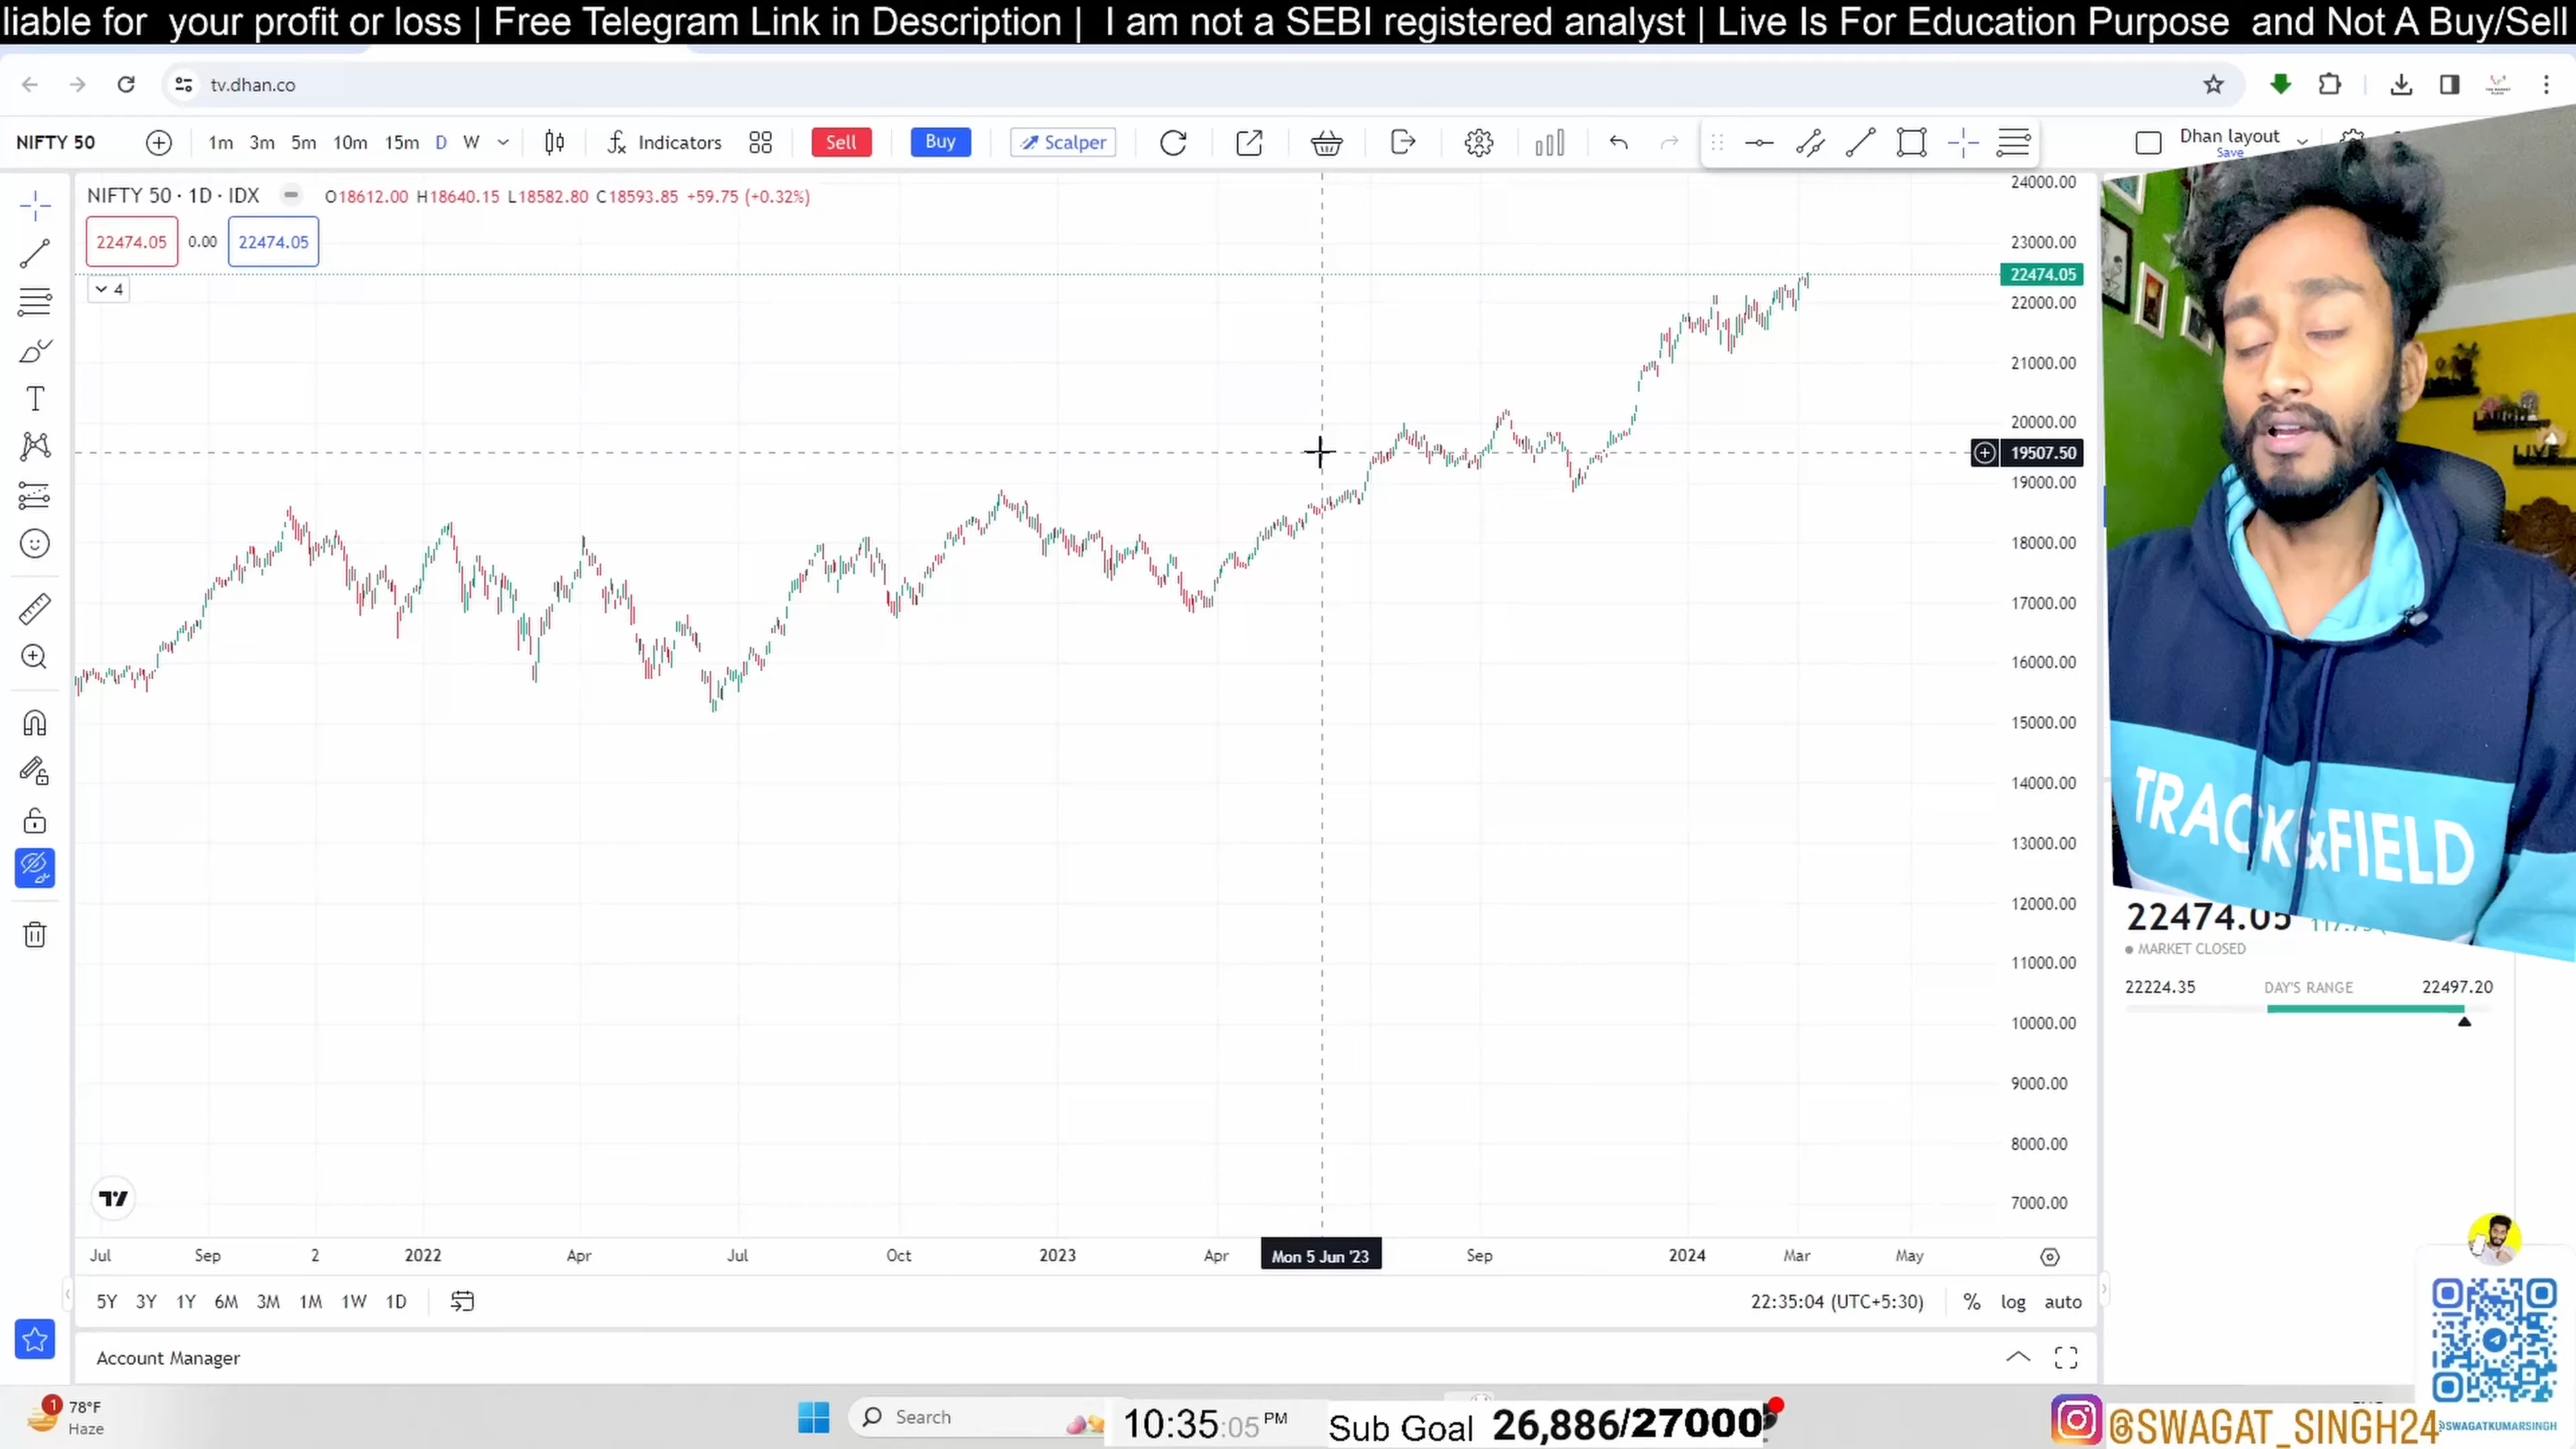 liable for your profit or loss | Free Telegram Link in Description | I am not a SEBI registered analyst | Live Is For Education Purpose and Not A Buy/Sell
tv.dhan.co
NIFTY 50 1m 3m 5m 10m 15m D W Indicators Sell Buy Scalper Dhan layout
Save
NIFTY 50 · 1D · IDX O18612.00 H18640.15 L18582.80 C18593.85 +59.75 (+0.32%)
22474.05 0.00 22474.05
4
24000.00
23000.00
22474.05
22000.00
21000.00
20000.00
19507.50
19000.00
18000.00
17000.00
16000.00
15000.00
14000.00
13000.00
12000.00
11000.00
10000.00
9000.00
8000.00
7000.00
LIVE
TRACK&FIELD
22474.05
MARKET CLOSED
22224.35 DAY'S RANGE 22497.20
Jul Sep 2 2022 Apr Jul Oct 2023 Apr Mon 5 Jun '23 Sep 2024 Mar May
5Y 3Y 1Y 6M 3M 1M 1W 1D 22:35:04 (UTC+5:30) % log auto
Account Manager
1 78°F
Haze
Search
10:35:05 PM
Sub Goal 26,886/27000
@SWAGAT_SINGH24
@SWAGATKUMARSINGH